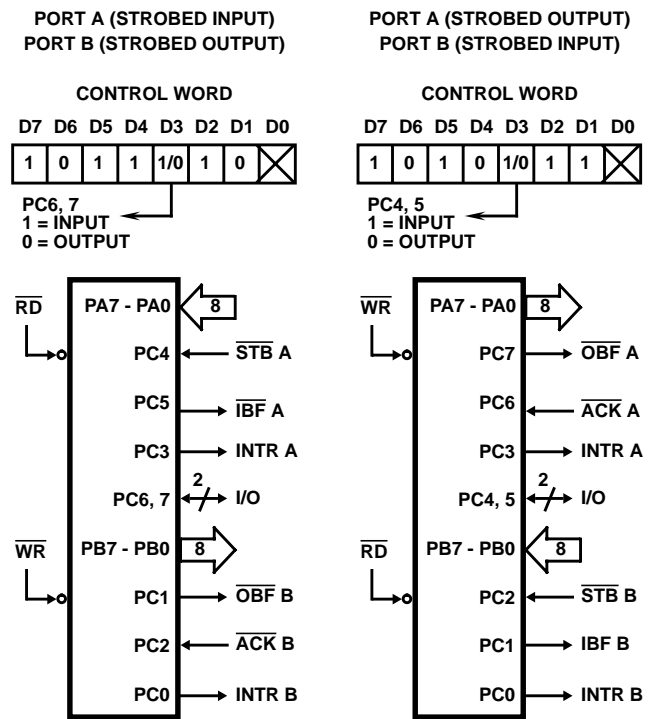 PORT A (STROBED INPUT)
PORT B (STROBED OUTPUT)
CONTROL WORD
D7 D6 D5 D4 D3 D2 D1 D0
1 0 1 1 1/0 1 0
PC6, 7
1 = INPUT
0 = OUTPUT
RD
PA7 - PA0
8
PC4
STB A
PC5
IBF A
PC3
INTR A
PC6, 7
2
I/O
WR
PB7 - PB0
8
PC1
OBF B
PC2
ACK B
PC0
INTR B
PORT A (STROBED OUTPUT)
PORT B (STROBED INPUT)
CONTROL WORD
D7 D6 D5 D4 D3 D2 D1 D0
1 0 1 0 1/0 1 1
PC4, 5
1 = INPUT
0 = OUTPUT
WR
PA7 - PA0
8
PC7
OBF A
PC6
ACK A
PC3
INTR A
PC4, 5
2
I/O
RD
PB7 - PB0
8
PC2
STB B
PC1
IBF B
PC0
INTR B